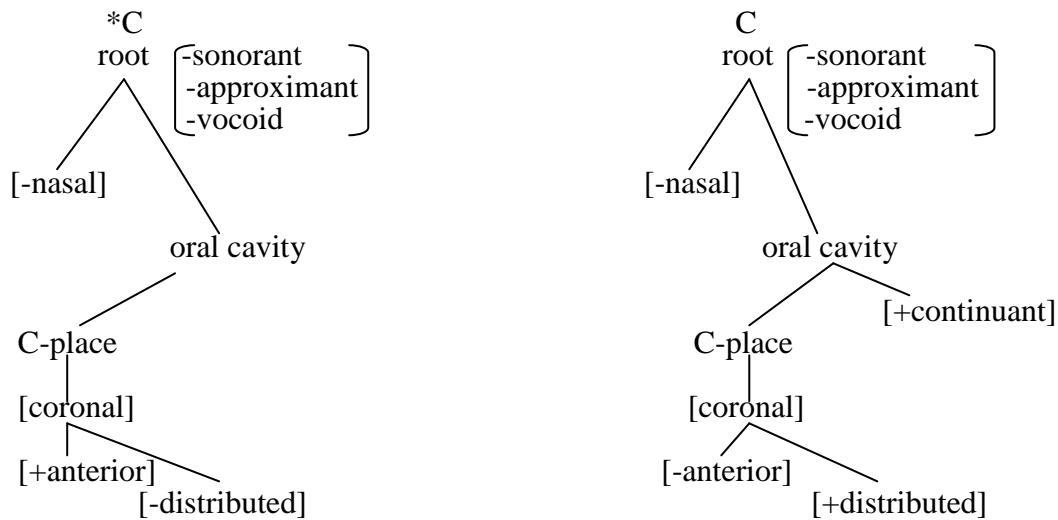 *C C
root -sonorant root -sonorant
-approximant -approximant
-vocoid -vocoid
[-nasal] [-nasal]
oral cavity oral cavity
[+continuant]
C-place C-place
[coronal] [coronal]
[+anterior] [-anterior]
[-distributed] [+distributed]